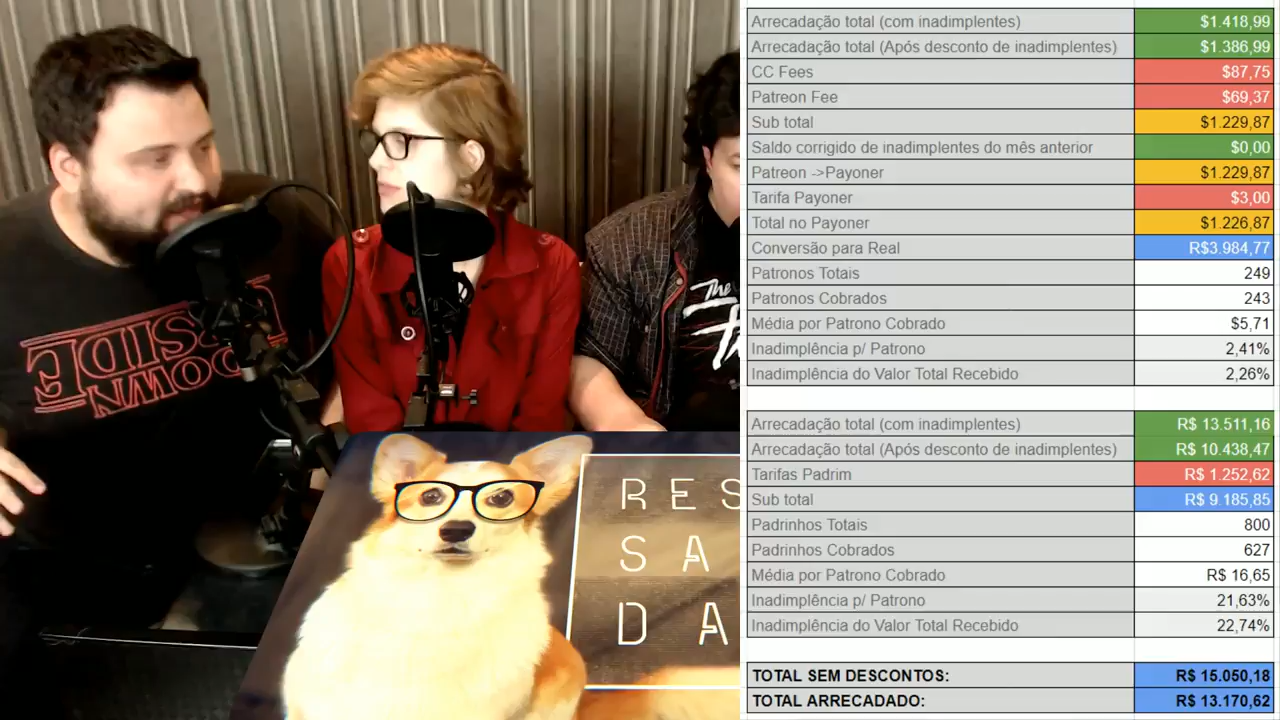 Arrecadação total (com inadimplentes) $1.418,99
Arrecadação total (Após desconto de inadimplentes) $1.386,99
CC Fees $87,75
Patreon Fee $69,37
Sub total $1.229,87
Saldo corrigido de inadimplentes do mês anterior $0,00
Patreon ->Payoner $1.229,87
Tarifa Payoner $3,00
Total no Payoner $1.226,87
Conversão para Real R$3.984,77
Patronos Totais 249
Patronos Cobrados 243
Média por Patrono Cobrado $5,71
Inadimplência p/ Patrono 2,41%
Inadimplência do Valor Total Recebido 2,26%
Arrecadação total (com inadimplentes) R$ 13.511,16
Arrecadação total (Após desconto de inadimplentes) R$ 10.438,47
Tarifas Padrim R$ 1.252,62
Sub total R$ 9.185,85
Padrinhos Totais 800
Padrinhos Cobrados 627
Média por Patrono Cobrado R$ 16,65
Inadimplência p/ Patrono 21,63%
Inadimplência do Valor Total Recebido 22,74%
TOTAL SEM DESCONTOS: R$ 15.050,18
TOTAL ARRECADADO: R$ 13.170,62
The
SIDE
DOWN
RES
SA
DA